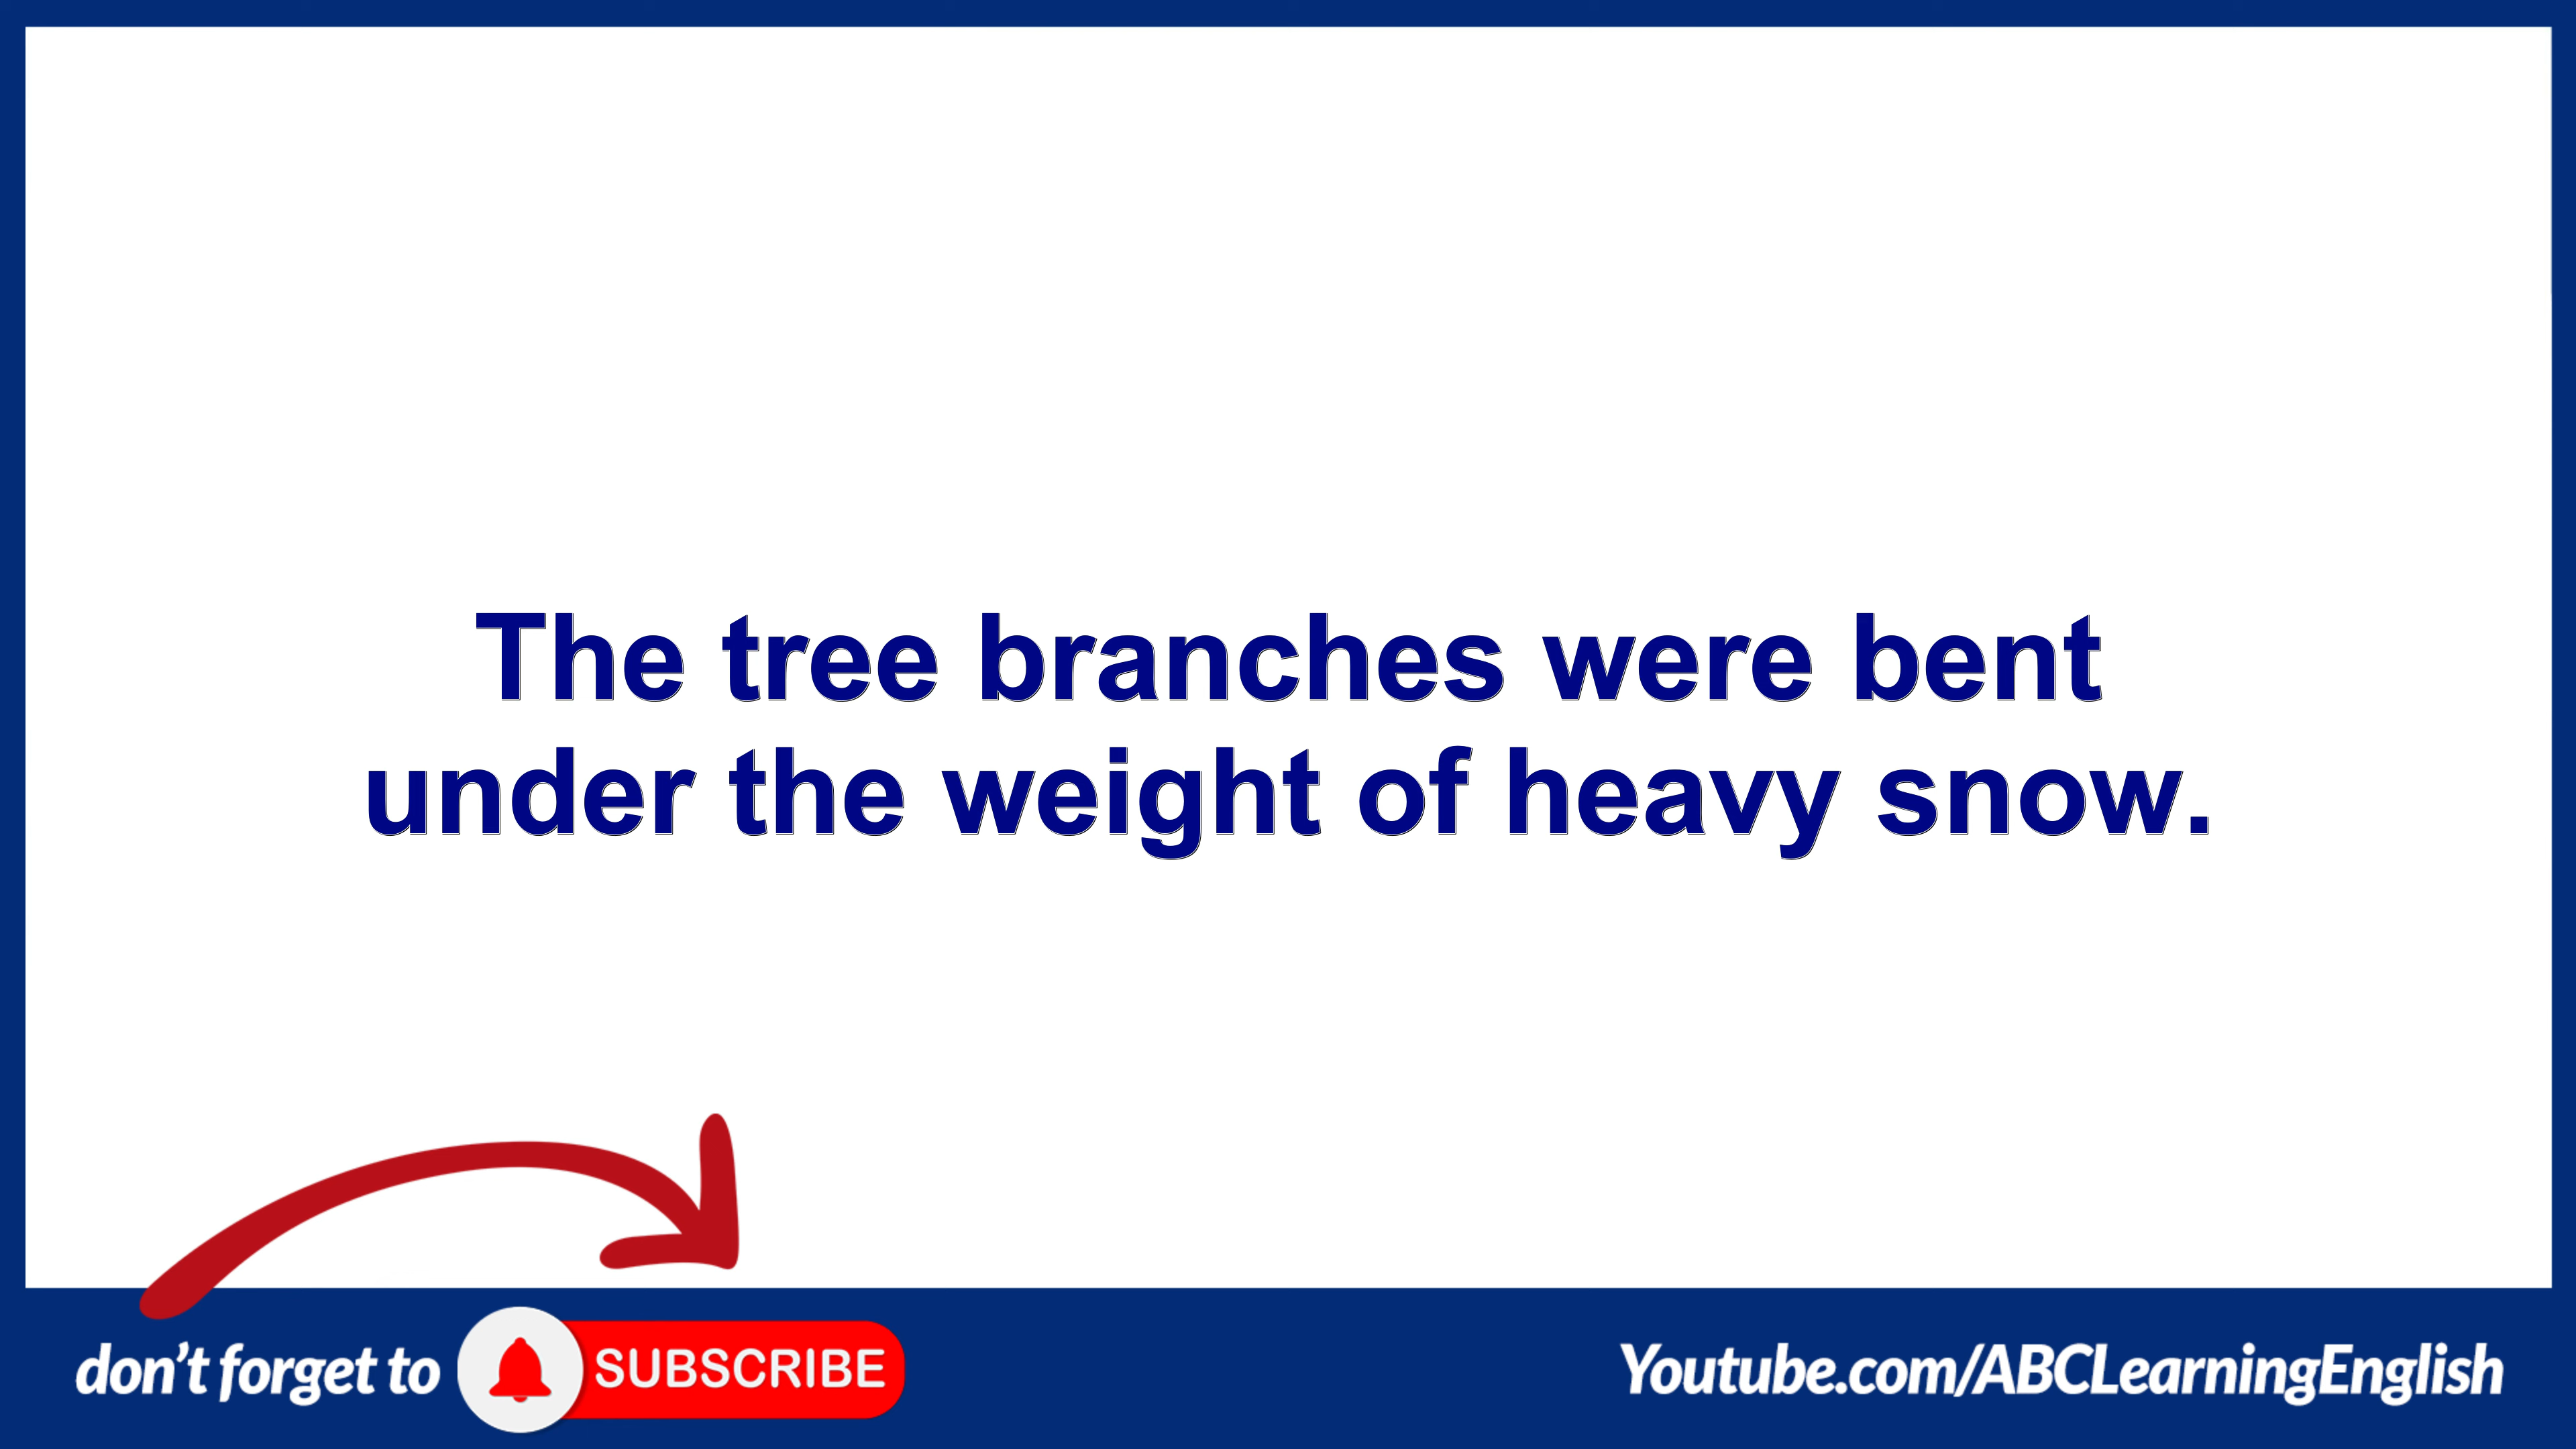 The tree branches were bent
under the weight of heavy snow.
don't forget to SUBSCRIBE
Youtube.com/ABCLearningEnglish